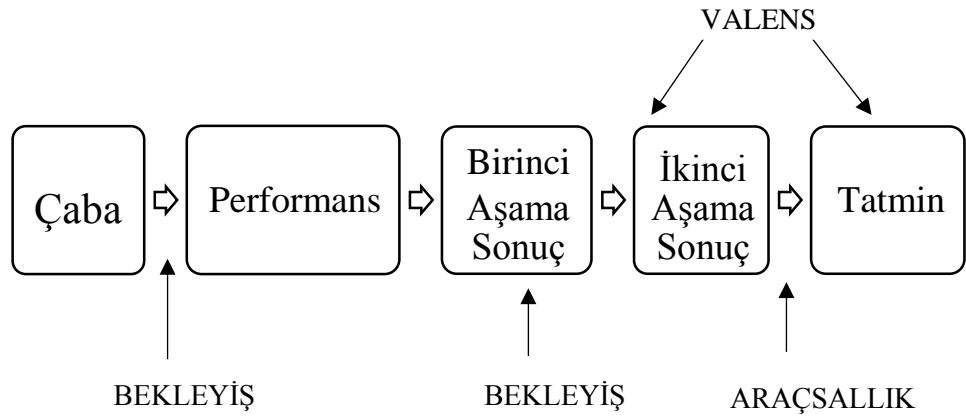 VALENS
Çaba
Performans
Birinci
Aşama
Sonuç
İkinci
Aşama
Sonuç
Tatmin
BEKLEYİŞ
BEKLEYİŞ
ARAÇSALLIK